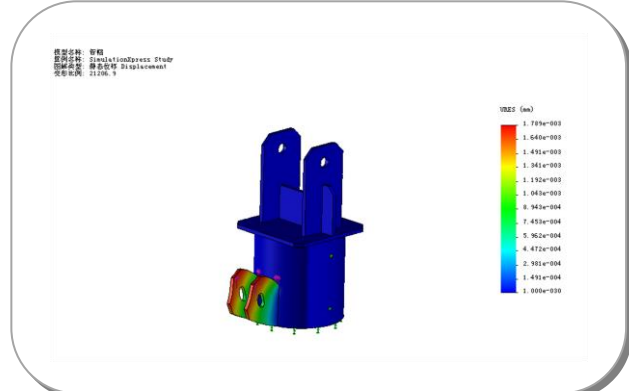 模型名称: 管帽
算例名称: SimulationXpress Study
图解类型: 静态位移 Displacement
变形比例: 21206.9
URES (mm)
1.789e-003
1.640e-003
1.491e-003
1.341e-003
1.192e-003
1.043e-003
8.943e-004
7.453e-004
5.962e-004
4.472e-004
2.981e-004
1.491e-004
1.000e-030